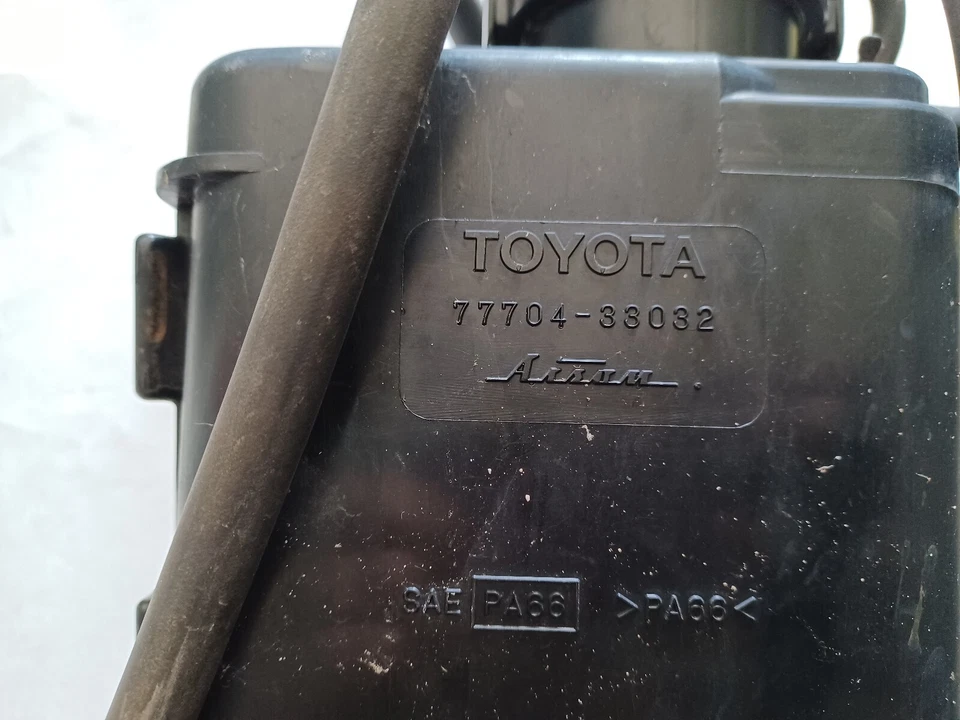 TOYOTA
77704-33032
Aisan
SAE PA66 >PA66<